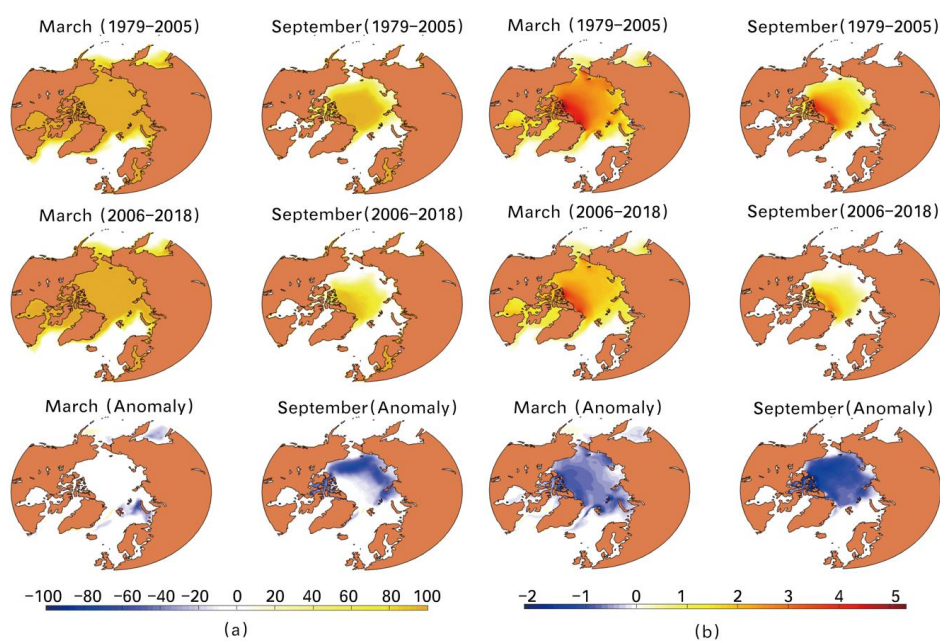 March (1979–2005)
September(1979–2005)
March (1979–2005)
September(1979–2005)
March (2006–2018)
September(2006–2018)
March (2006–2018)
September(2006–2018)
March (Anomaly)
September(Anomaly)
March (Anomaly)
September(Anomaly)
−100 −80 −60 −40 −20 0 20 40 60 80 100
−2 −1 0 1 2 3 4 5
(a)
(b)